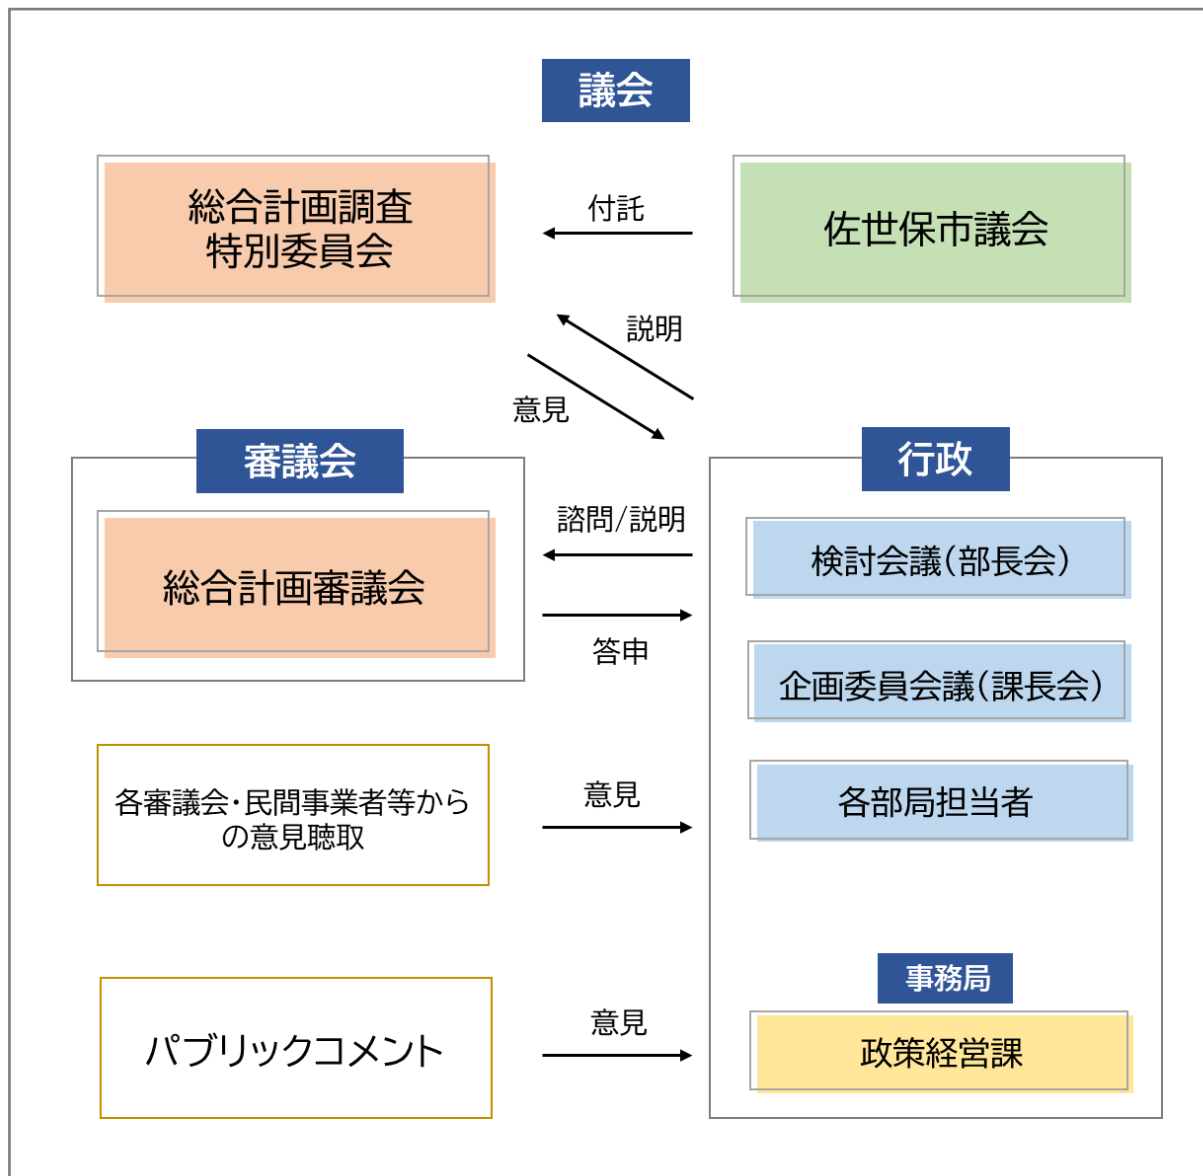 議会
総合計画調査
特別委員会
付託
佐世保市議会
説明
意見
審議会
総合計画審議会
諮問/説明
答申
行政
検討会議(部長会)
企画委員会議(課長会)
各部局担当者
各審議会・民間事業者等から
の意見聴取
意見
パブリックコメント
意見
事務局
政策経営課